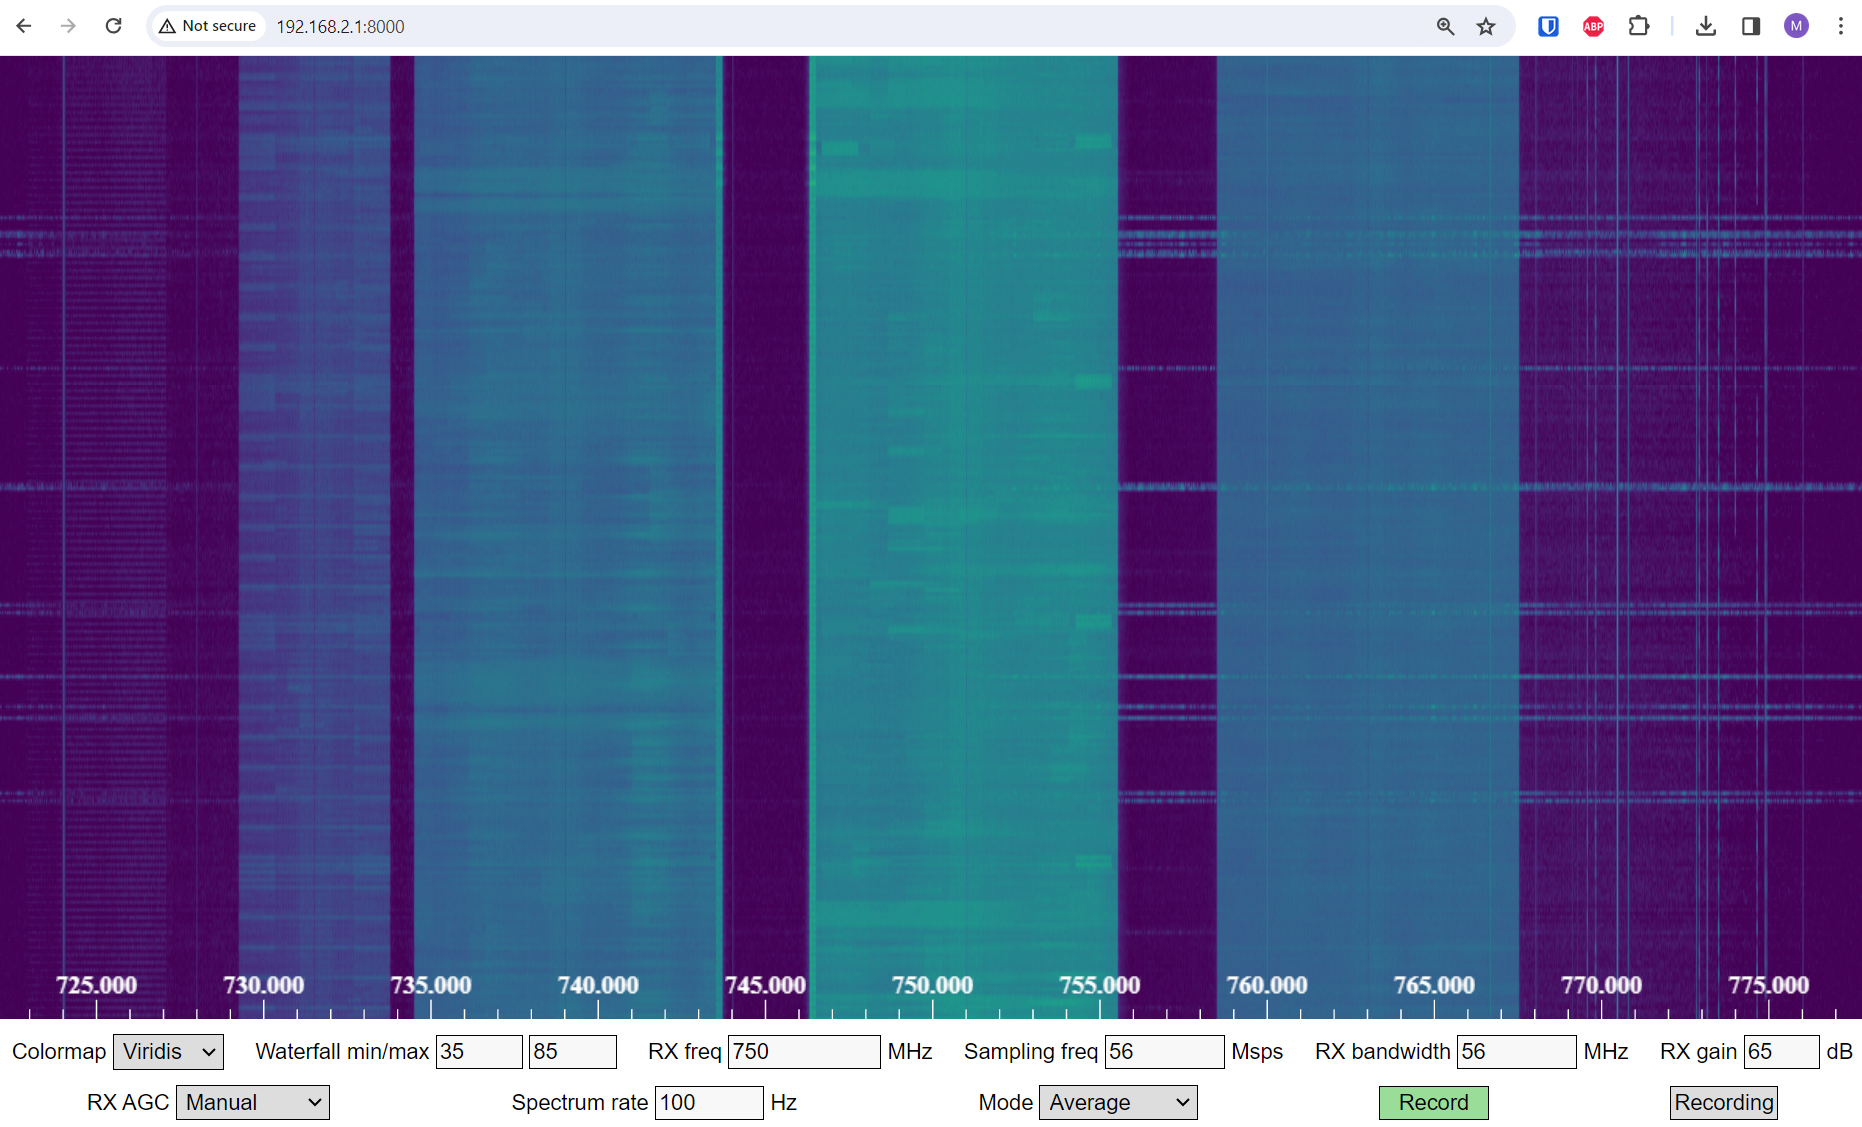 Not secure 192.168.2.1:8000 ABP M
725.000 730.000 735.000 740.000 745.000 750.000 755.000 760.000 765.000 770.000 775.000
Colormap Viridis Waterfall min/max 35 85 RX freq 750 MHz Sampling freq 56 Msps RX bandwidth 56 MHz RX gain 65 dB
RX AGC Manual Spectrum rate 100 Hz Mode Average Record Recording